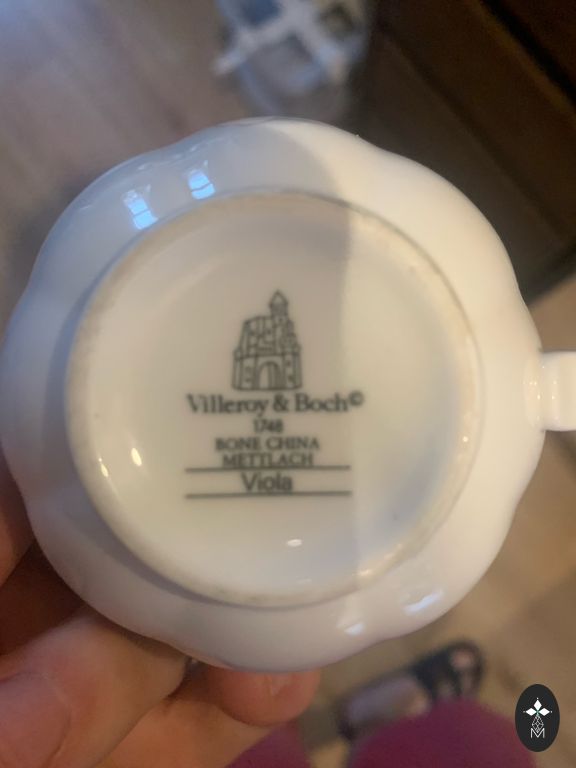 Villeroy & Boch©
1748
BONE CHINA
METTLACH
Viola
M